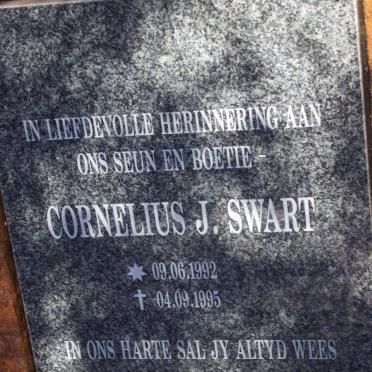 IN LIEFDEVOLLE HERINNERING AAN
ONS SEUN EN BOETIE -
CORNELIUS J. SWART
✶ 09.06.1992
† 04.09.1995
IN ONS HARTE SAL JY ALTYD WEES